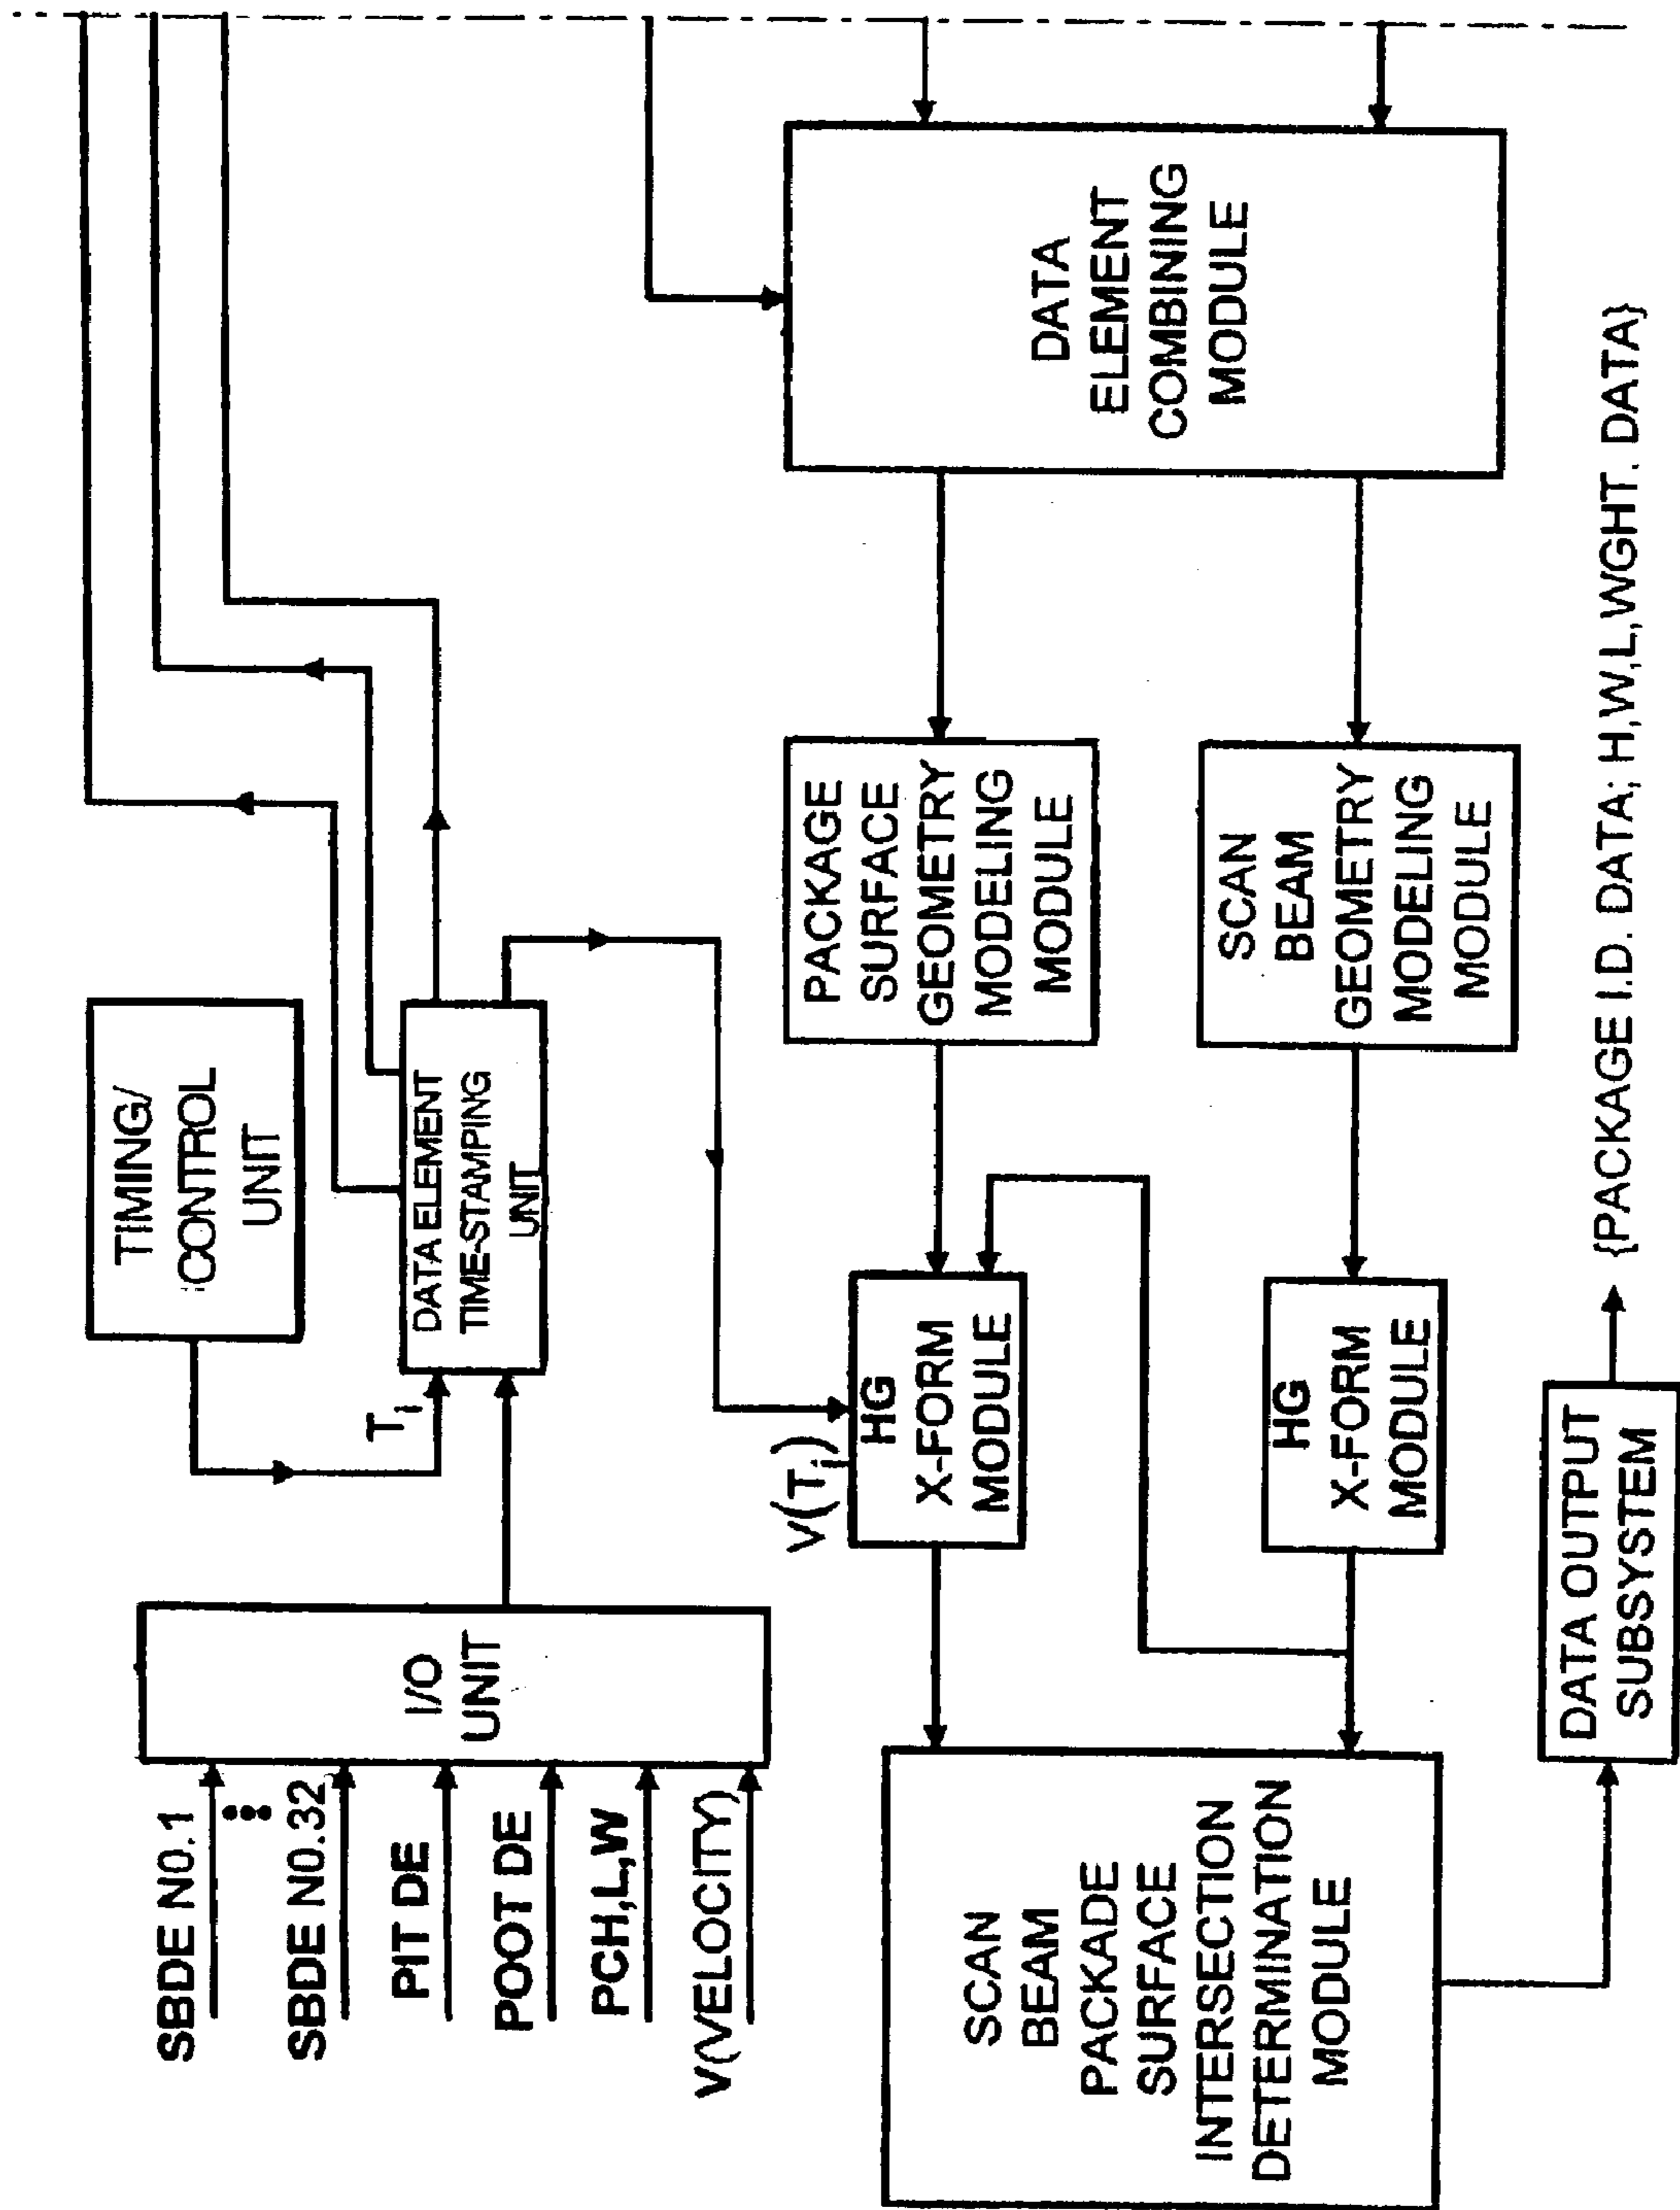 SBDE N0.1
SBDE N0.32
PIT DE
POOT DE
PCH,L,W
V(VELOCITY)
I/O
UNIT
TIMING/
CONTROL
UNIT
T i
DATA ELEMENT
TIME-STAMPING
UNIT
V(T i)
HG
X-FORM
MODULE
HG
X-FORM
MODULE
PACKAGE
SURFACE
GEOMETRY
MODELING
MODULE
SCAN
BEAM
GEOMETRY
MODELING
MODULE
DATA
ELEMENT
COMBINING
MODULE
SCAN
BEAM
PACKADE
SURFACE
INTERSECTION
DETERMINATION
MODULE
DATA OUTPUT
SUBSYSTEM
{PACKAGE I.D. DATA; H,W,L,WGHT. DATA}